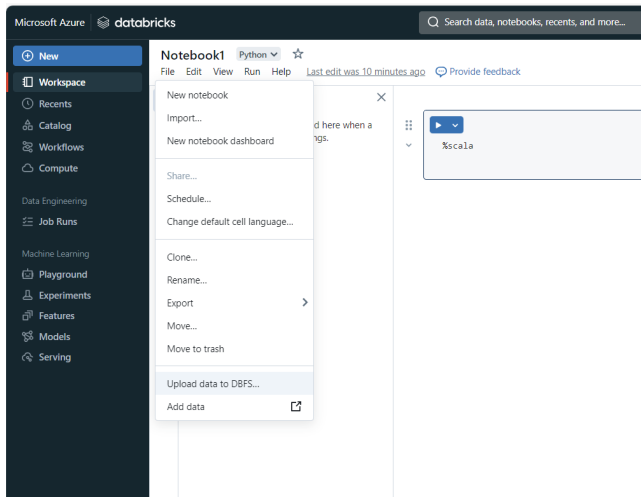 Microsoft Azure databricks Search data, notebooks, recents, and more...
New
Workspace
Recents
Catalog
Workflows
Compute
Data Engineering
Job Runs
Machine Learning
Playground
Experiments
Features
Models
Serving
Notebook1 Python
File Edit View Run Help Last edit was 10 minutes ago Provide feedback
New notebook
Import...
New notebook dashboard
Share...
Schedule...
Change default cell language...
Clone...
Rename...
Export
Move...
Move to trash
Upload data to DBFS...
Add data
d here when a
ngs.
%scala